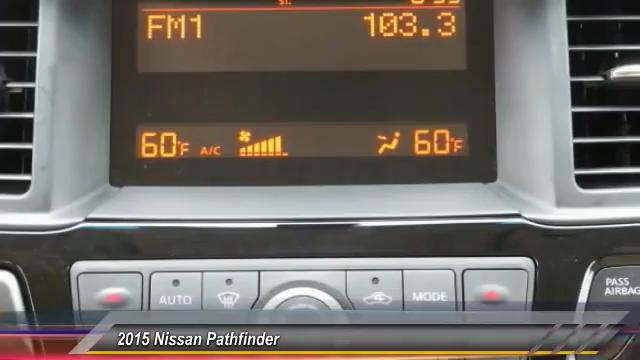 FM1 103.3
60°F A/C 60°F
AUTO MODE
PASS
AIRBAG
2015 Nissan Pathfinder